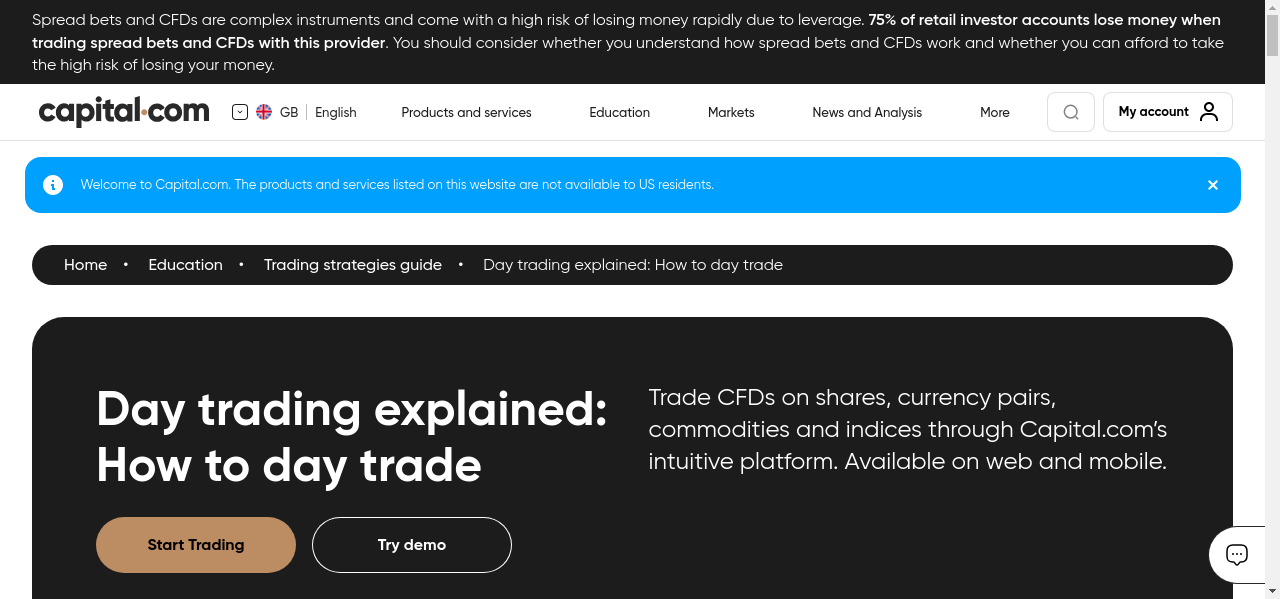 Spread bets and CFDs are complex instruments and come with a high risk of losing money rapidly due to leverage. 75% of retail investor accounts lose money when
trading spread bets and CFDs with this provider. You should consider whether you understand how spread bets and CFDs work and whether you can afford to take
the high risk of losing your money.
capital.com GB English Products and services Education Markets News and Analysis More My account
Welcome to Capital.com. The products and services listed on this website are not available to US residents.
Home • Education • Trading strategies guide • Day trading explained: How to day trade
Day trading explained:
How to day trade
Trade CFDs on shares, currency pairs,
commodities and indices through Capital.com’s
intuitive platform. Available on web and mobile.
Start Trading Try demo